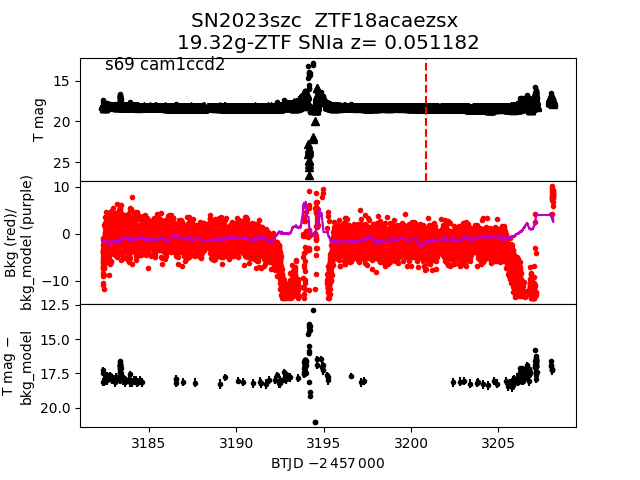 SN2023szc  ZTF18acaezsx
19.32g-ZTF SNIa z= 0.051182
s69 cam1ccd2
T mag
15
20
25
Bkg (red)/
bkg_model (purple)
10
0
−10
T mag −
bkg_model
12.5
15.0
17.5
20.0
3185 3190 3195 3200 3205
BTJD −2 457 000